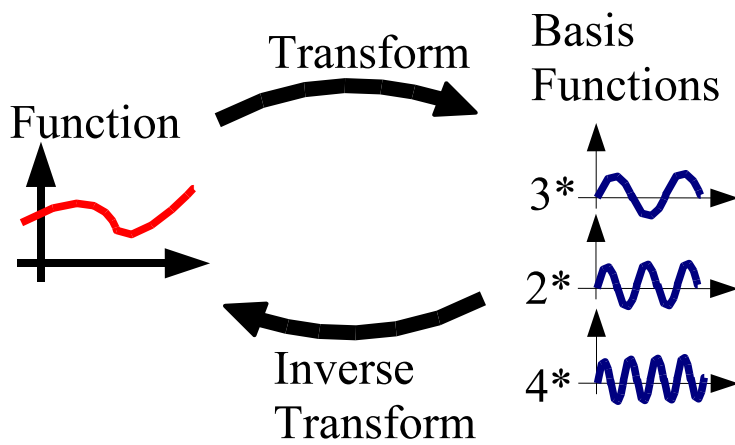 Transform
Basis
Functions
Function
3*
2*
4*
Inverse
Transform